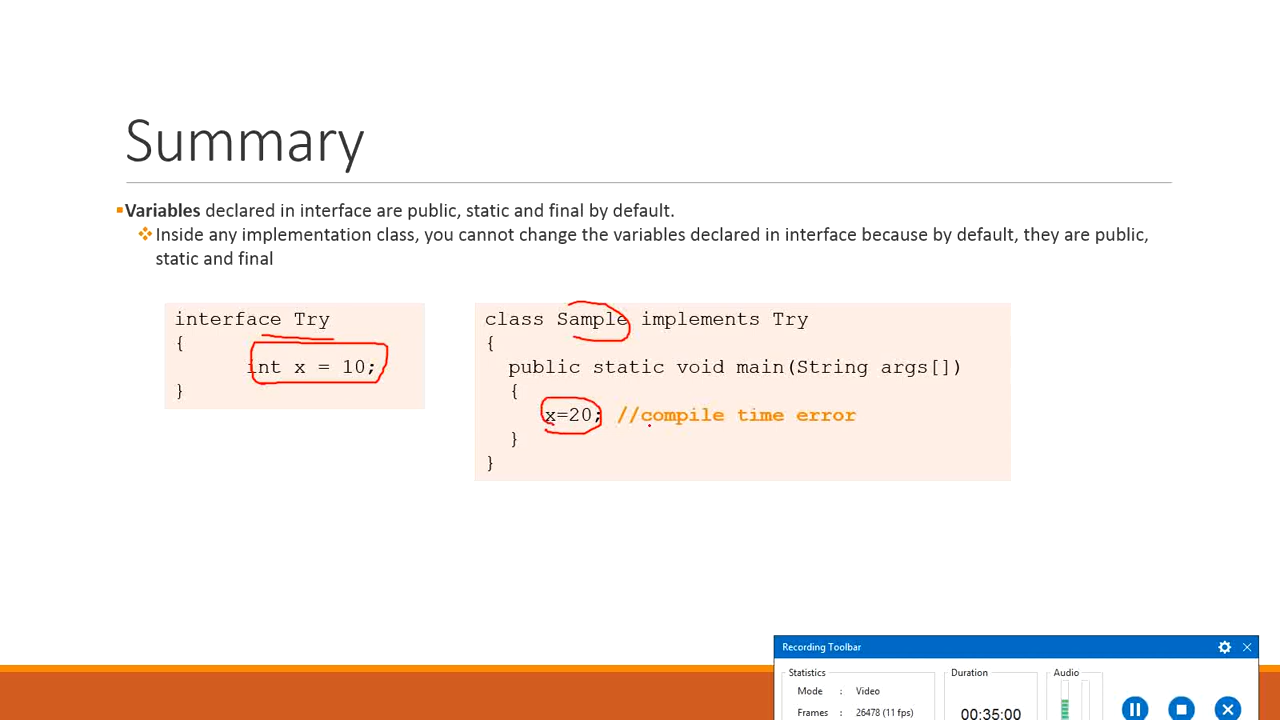 Summary
▪Variables declared in interface are public, static and final by default.
❖Inside any implementation class, you cannot change the variables declared in interface because by default, they are public,
static and final
interface Try
{
int x = 10;
}
class Sample implements Try
{
public static void main(String args[])
{
x=20; //compile time error
}
}
Recording Toolbar
Statistics
Mode : Video
Frames : 26478 (11 fps)
Duration
00:35:00
Audio